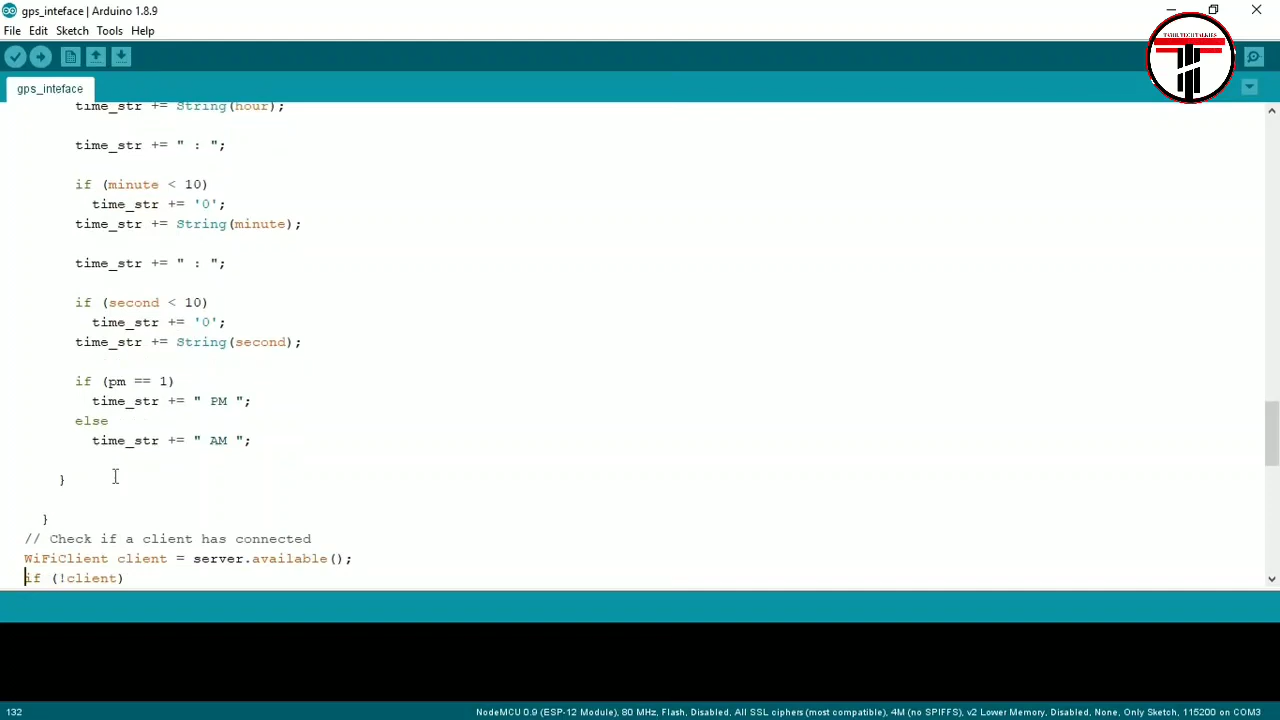 gps_inteface | Arduino 1.8.9
File Edit Sketch Tools Help
TAMIL TECH TALKIES
gps_inteface
time_str += String(hour);
time_str += " : ";
if (minute < 10)
time_str += '0';
time_str += String(minute);
time_str += " : ";
if (second < 10)
time_str += '0';
time_str += String(second);
if (pm == 1)
time_str += " PM ";
else
time_str += " AM ";
}
}
// Check if a client has connected
WiFiClient client = server.available();
if (!client)
132
NodeMCU 0.9 (ESP-12 Module), 80 MHz, Flash, Disabled, All SSL ciphers (most compatible), 4M (no SPIFFS), v2 Lower Memory, Disabled, None, Only Sketch, 115200 on COM3